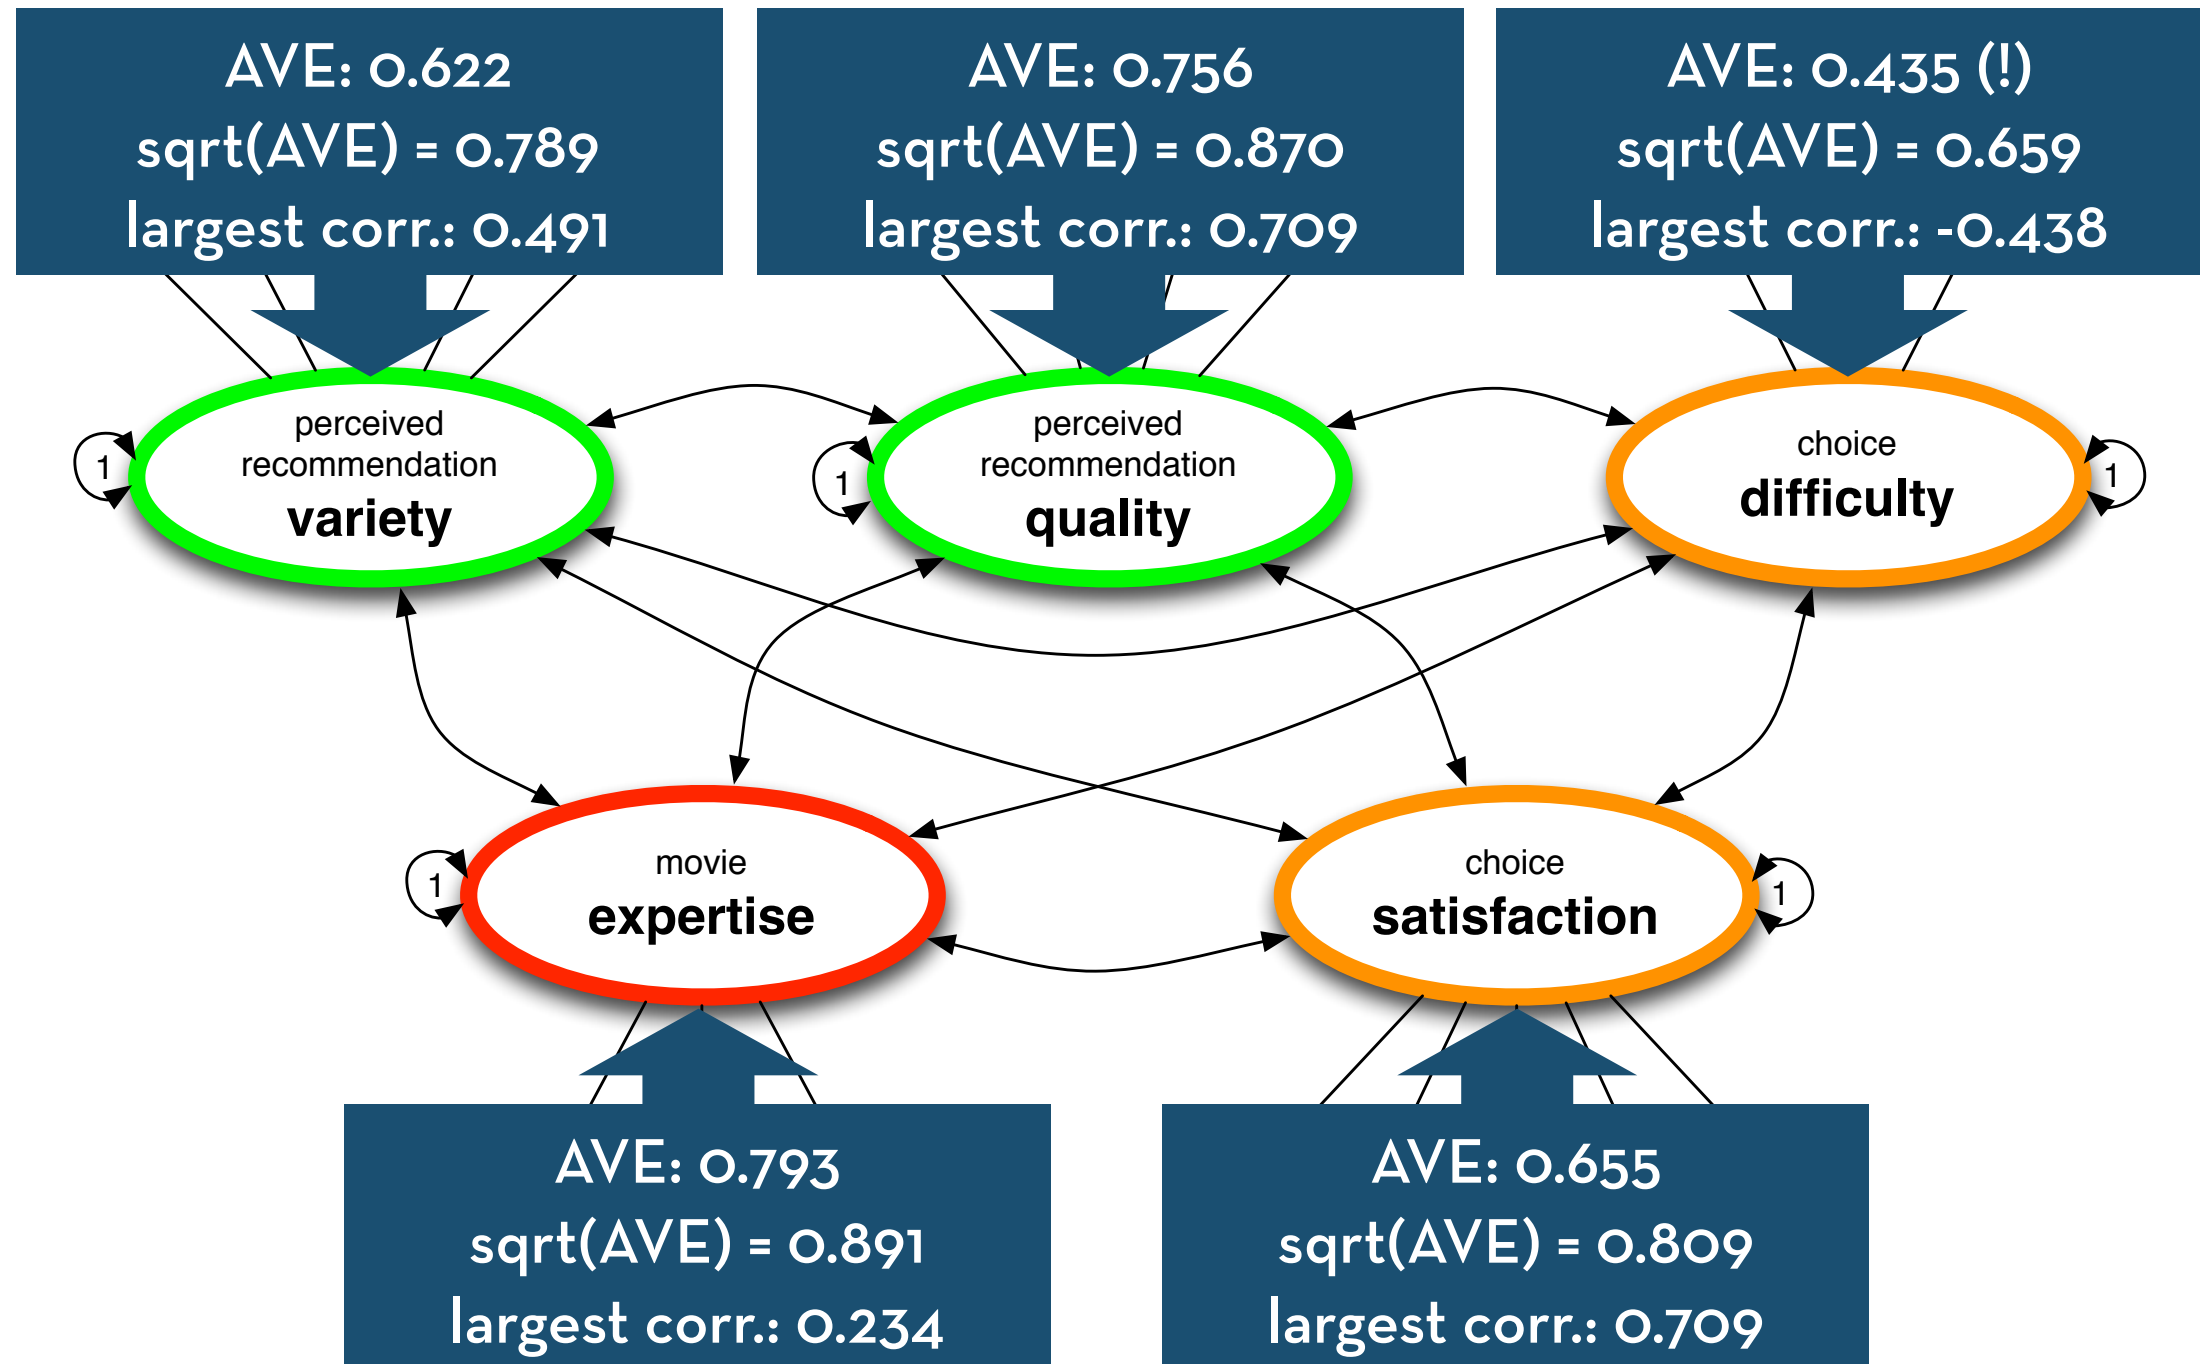 AVE: 0.622
sqrt(AVE) = 0.789
largest corr.: 0.491
AVE: 0.756
sqrt(AVE) = 0.870
largest corr.: 0.709
AVE: 0.435 (!)
sqrt(AVE) = 0.659
largest corr.: -0.438
1
perceived
recommendation
variety
1
perceived
recommendation
quality
choice
difficulty
1
1
movie
expertise
choice
satisfaction
1
AVE: 0.793
sqrt(AVE) = 0.891
largest corr.: 0.234
AVE: 0.655
sqrt(AVE) = 0.809
largest corr.: 0.709